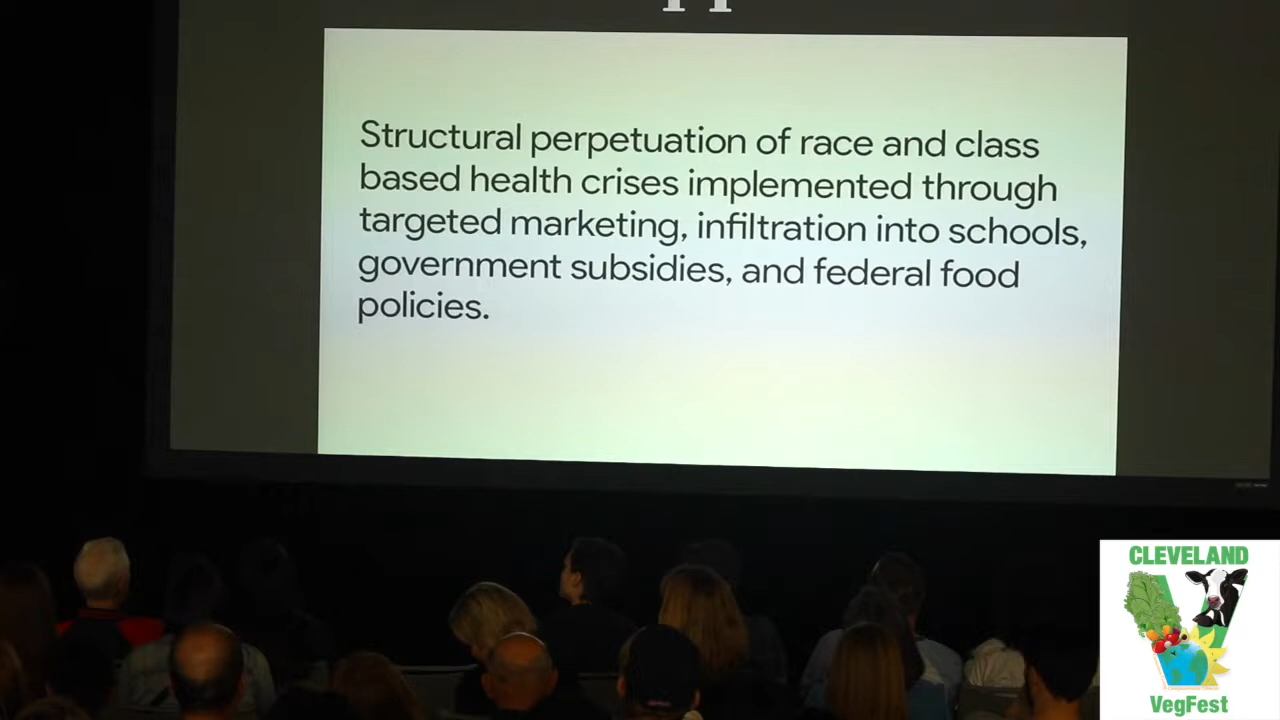 Structural perpetuation of race and class
based health crises implemented through
targeted marketing, infiltration into schools,
government subsidies, and federal food
policies.
CLEVELAND
VegFest